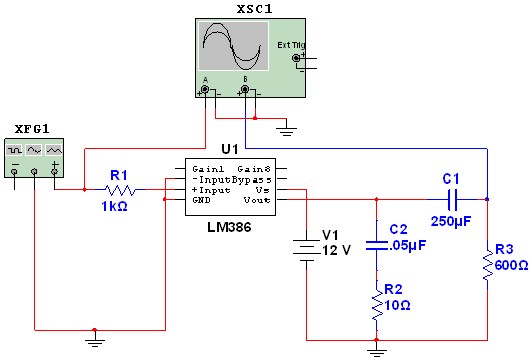 XSC1
Ext Trig
+
-
A
B
+ -
+ -
XFG1
- +
U1
Gain1 Gain8
-Input Bypass
+Input Vs
GND Vout
LM386
R1
1kΩ
C1
250µF
V1
12 V
C2
.05µF
R3
600Ω
R2
10Ω